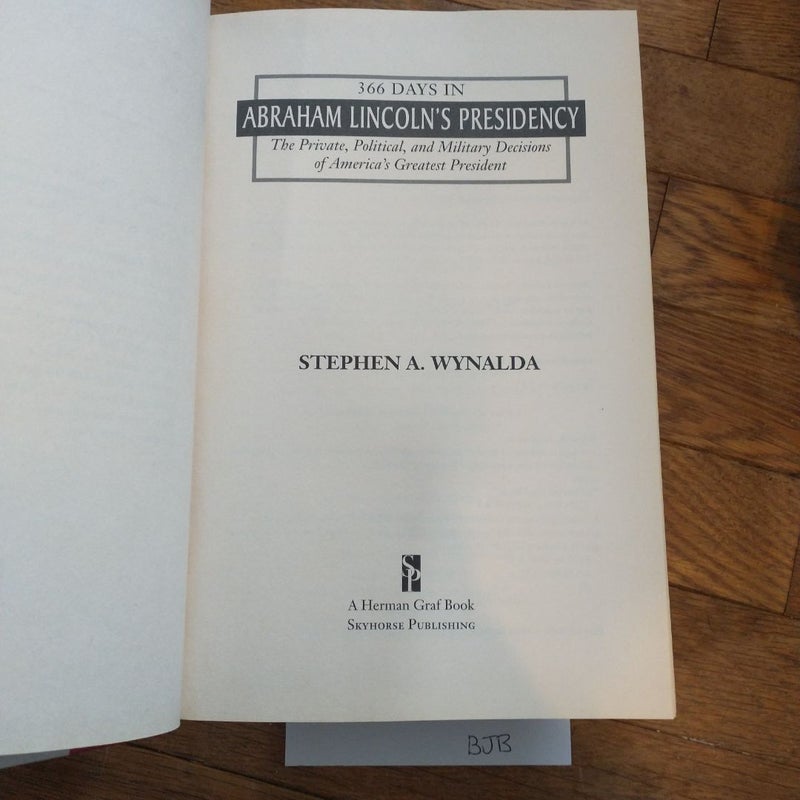 366 DAYS IN
ABRAHAM LINCOLN'S PRESIDENCY
The Private, Political, and Military Decisions
of America's Greatest President
STEPHEN A. WYNALDA
SP
A Herman Graf Book
SKYHORSE PUBLISHING
BJB